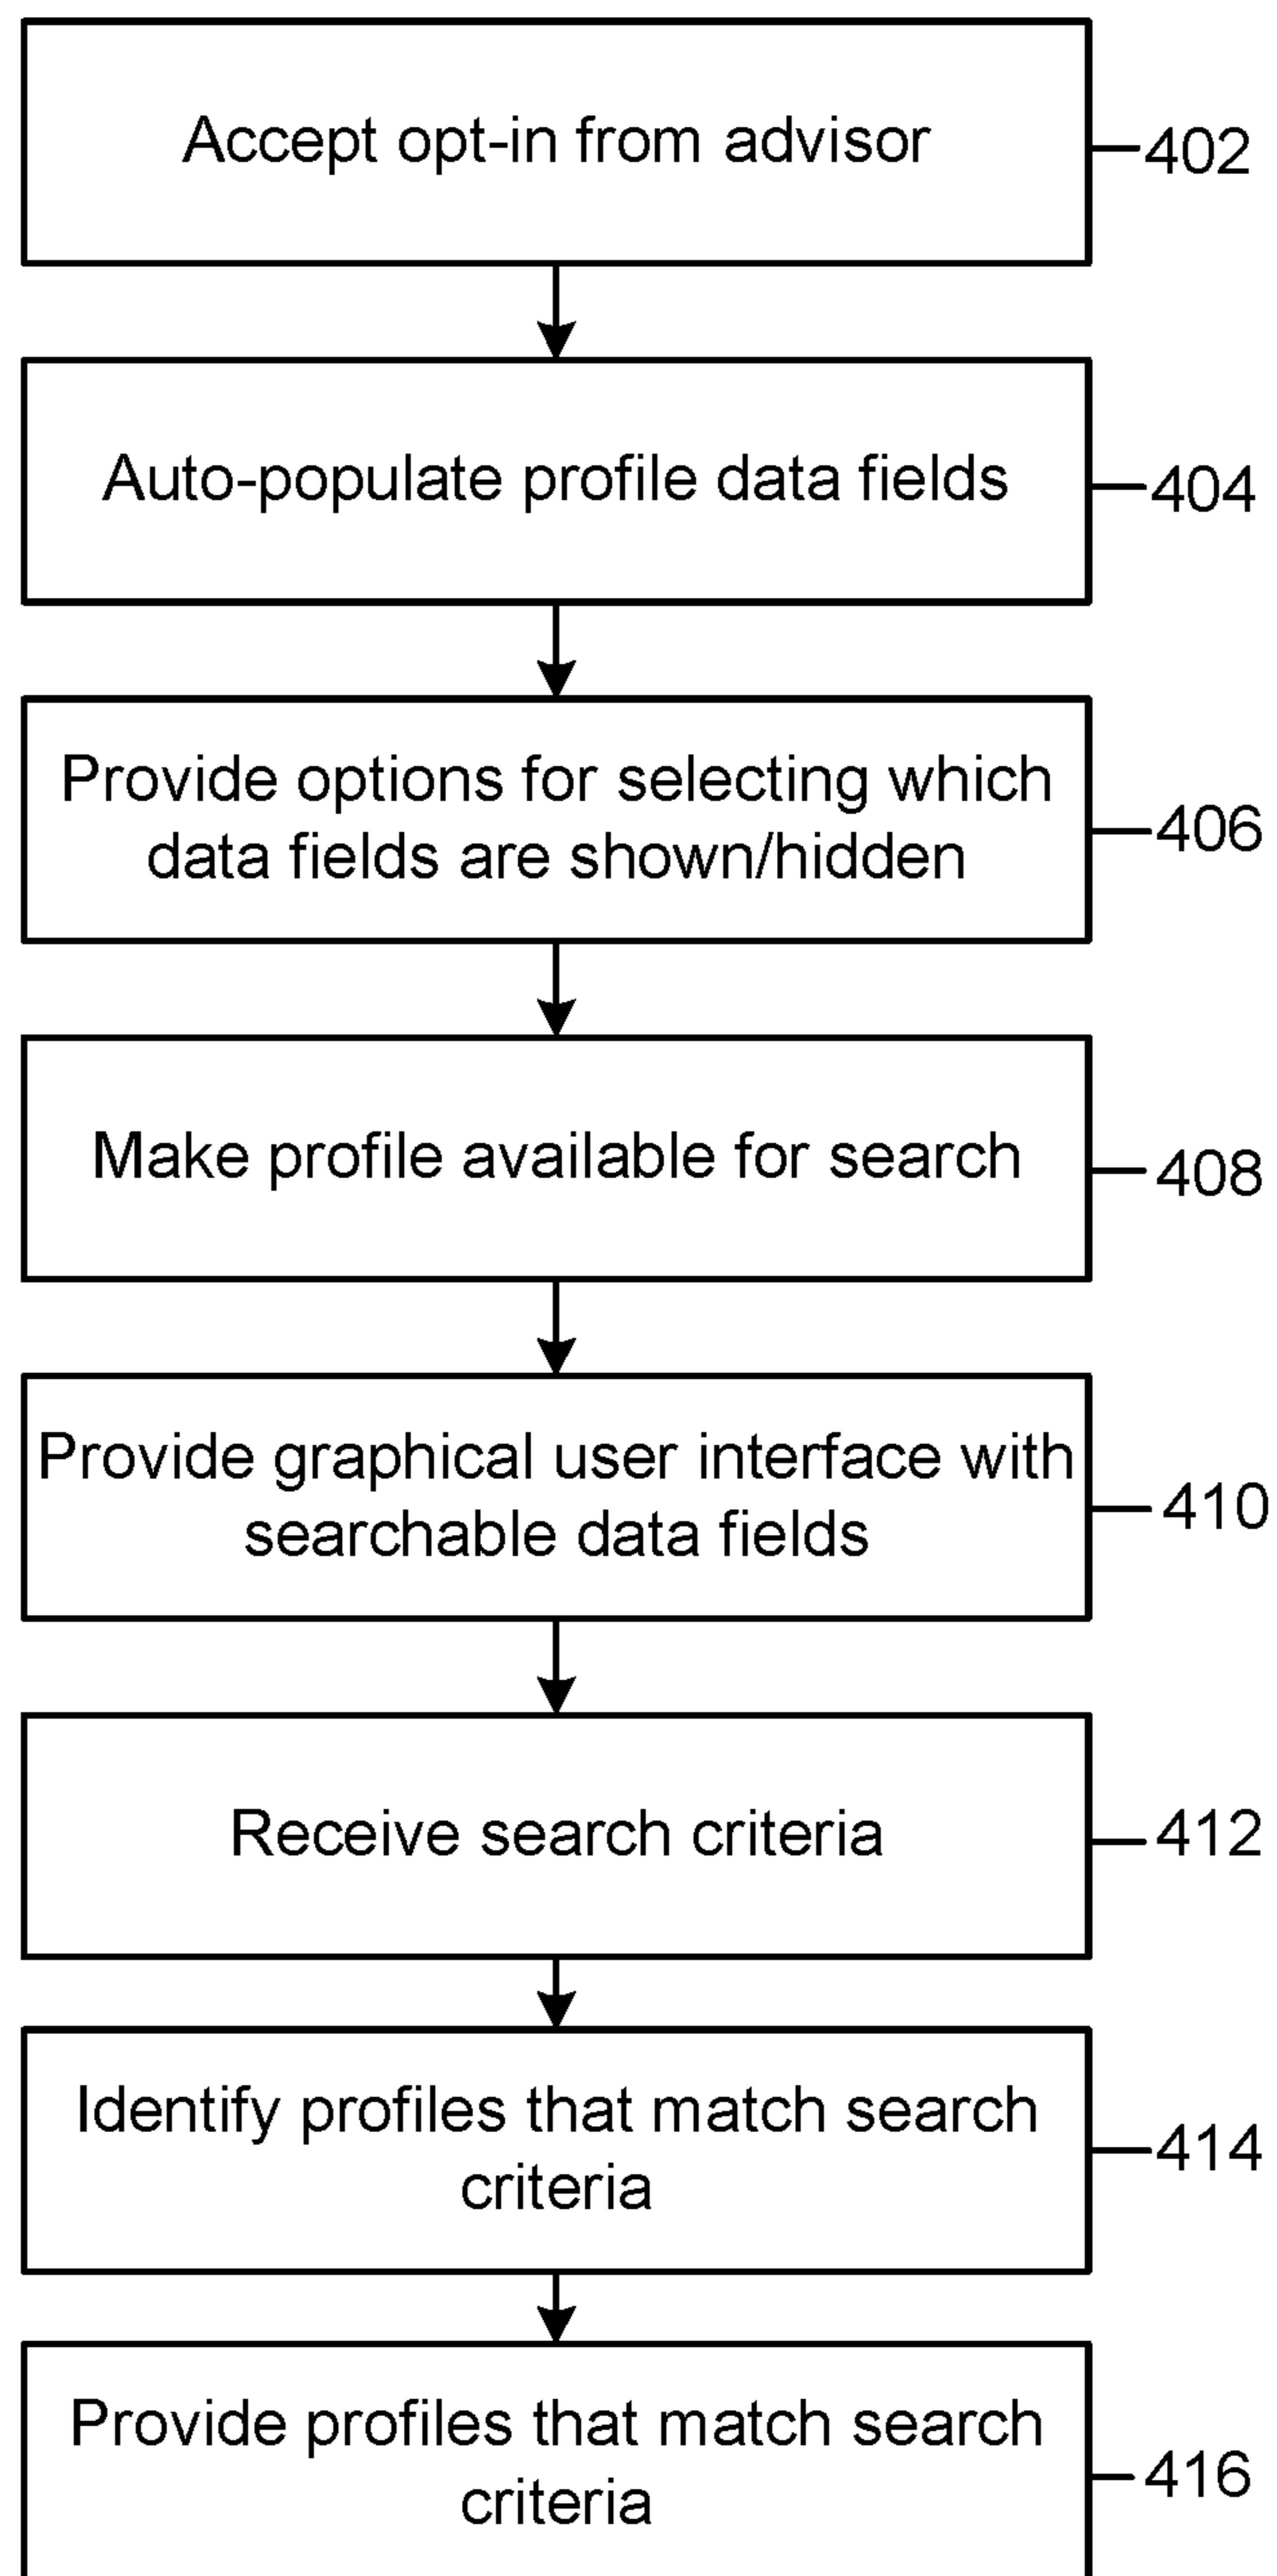 Accept opt-in from advisor
402
Auto-populate profile data fields
404
Provide options for selecting which
data fields are shown/hidden
406
Make profile available for search
408
Provide graphical user interface with
searchable data fields
410
Receive search criteria
412
Identify profiles that match search
criteria
414
Provide profiles that match search
criteria
416